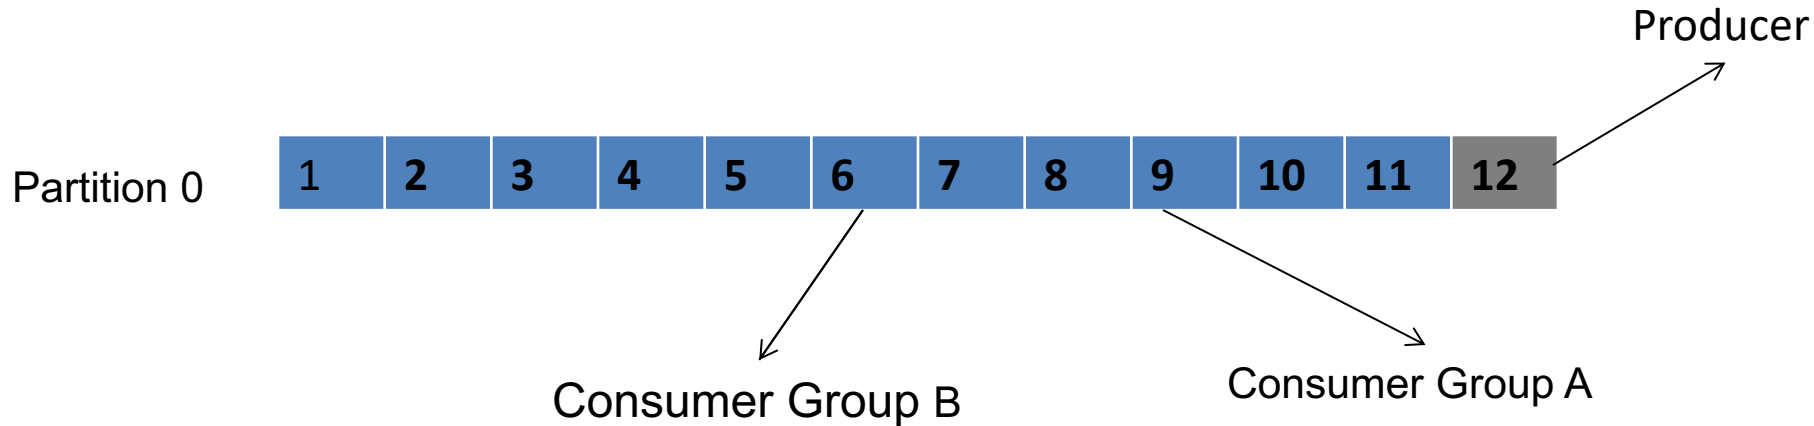 Producer
Partition 0
1 2 3 4 5 6 7 8 9 10 11 12
Consumer Group B
Consumer Group A